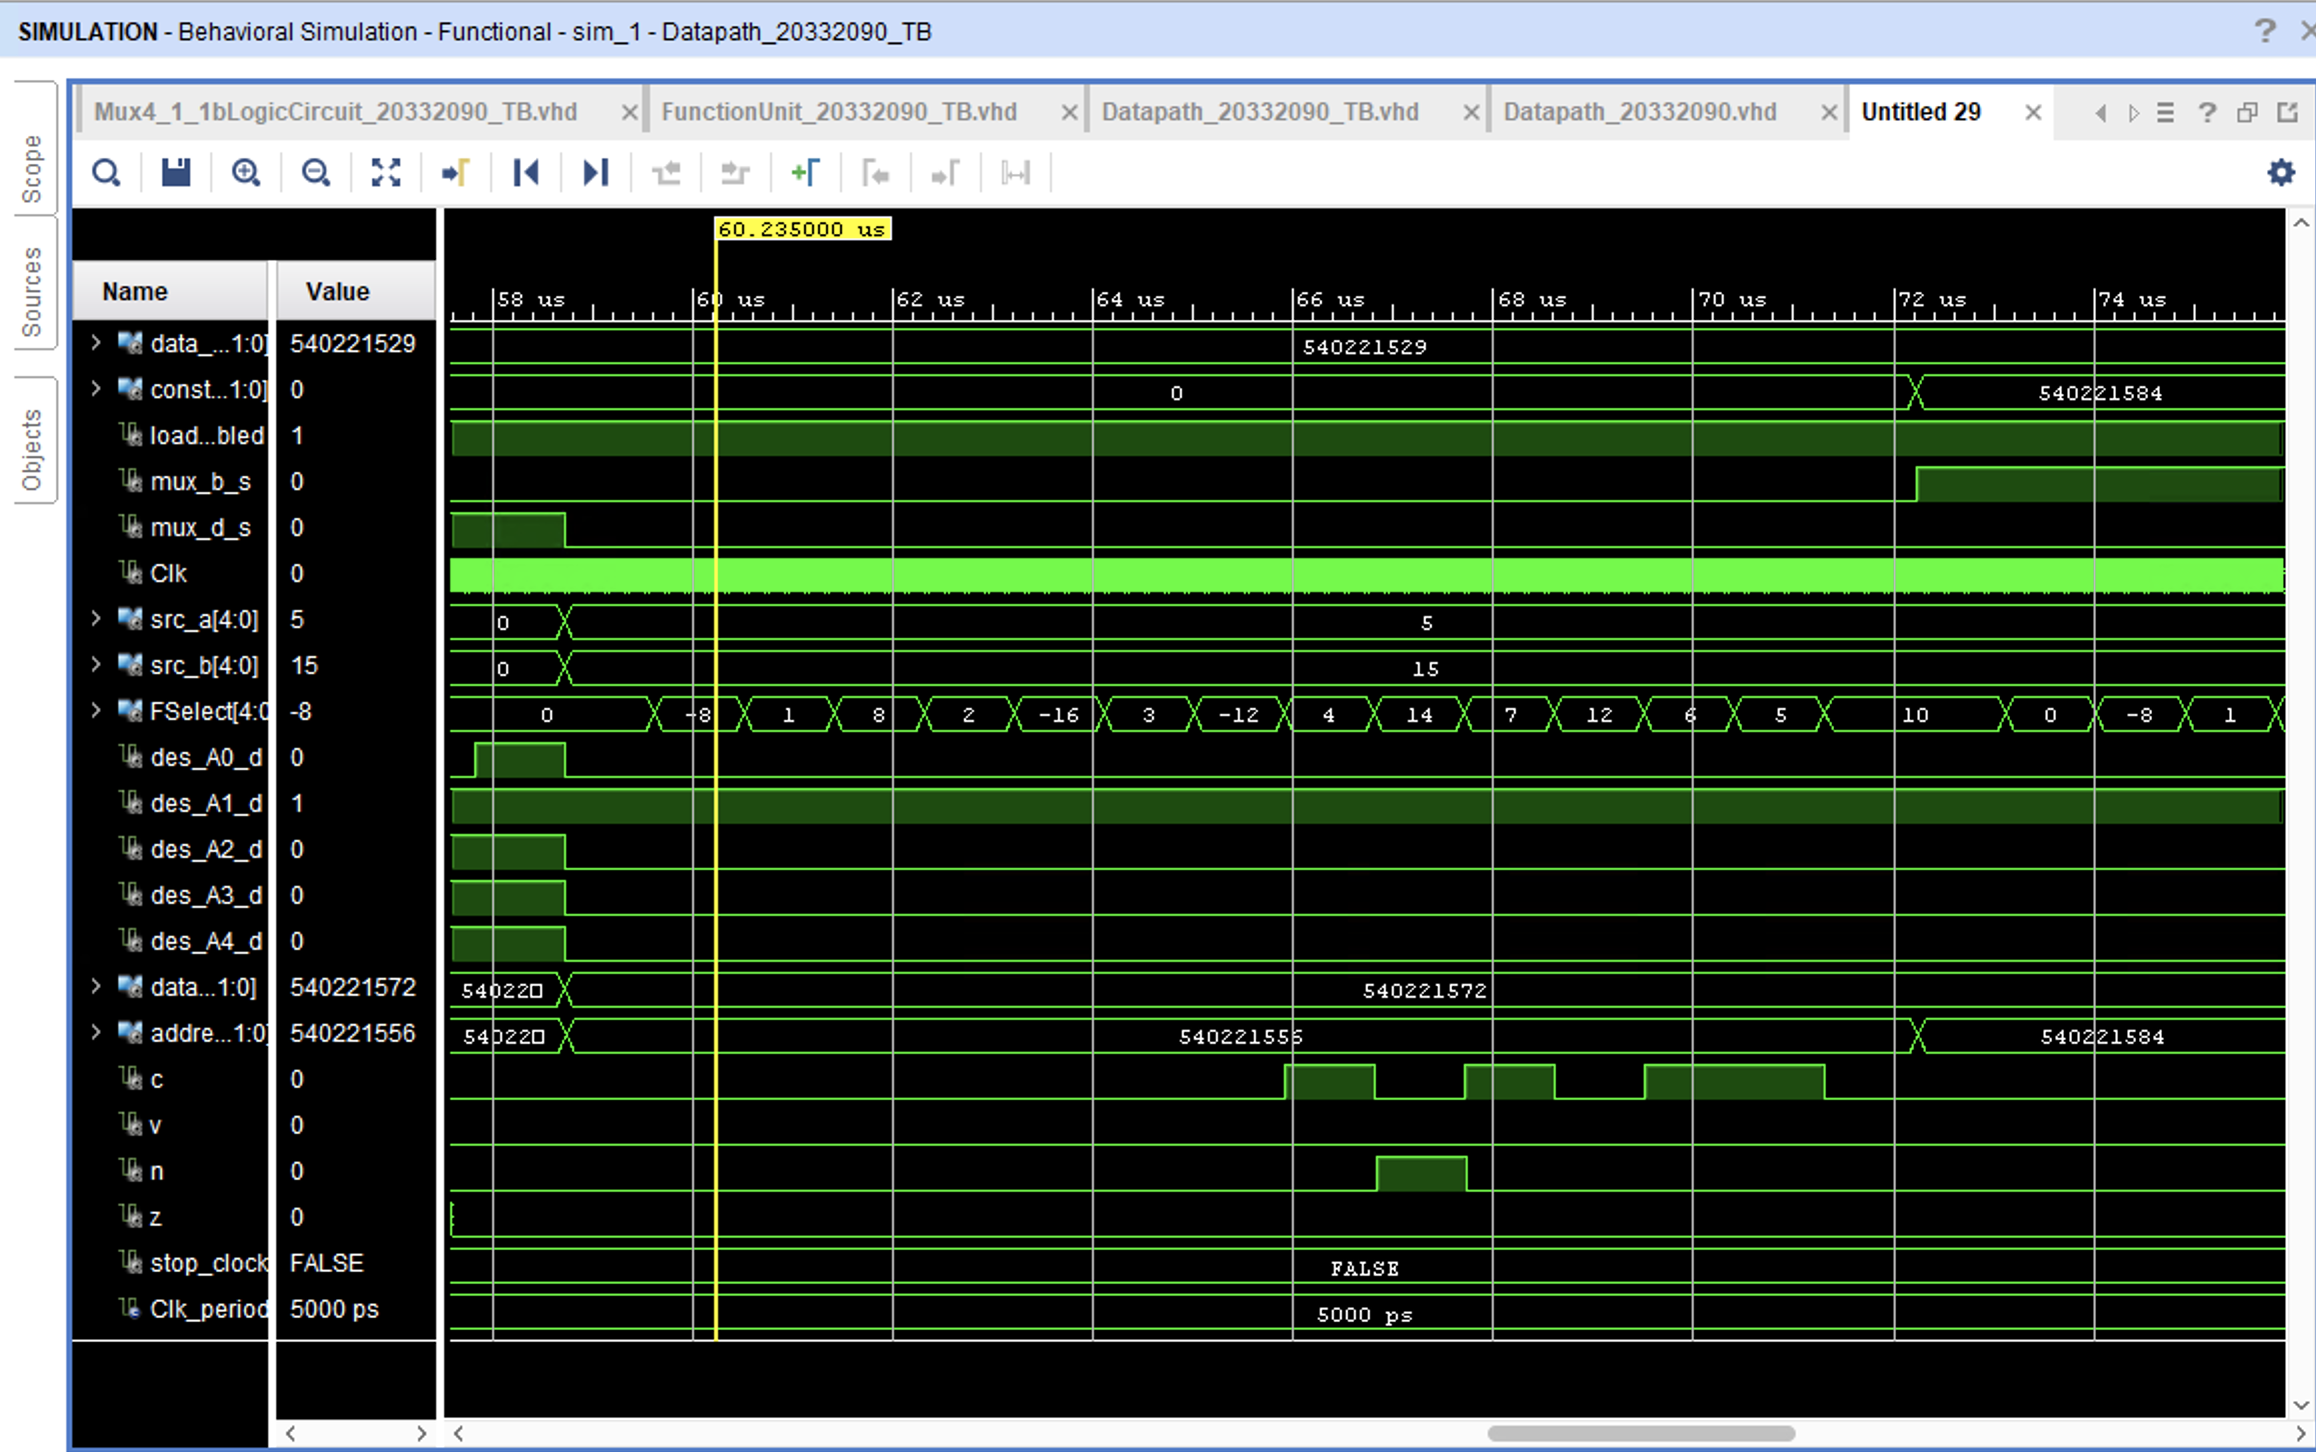 SIMULATION - Behavioral Simulation - Functional - sim_1 - Datapath_20332090_TB
Scope
Sources
Objects
Mux4_1_1bLogicCircuit_20332090_TB.vhd
FunctionUnit_20332090_TB.vhd
Datapath_20332090_TB.vhd
Datapath_20332090.vhd
Untitled 29
60.235000 us
Name Value
58 us 60 us 62 us 64 us 66 us 68 us 70 us 72 us 74 us
data_...1:0] 540221529 540221529
const...1:0] 0 0 540221584
load...bled 1
mux_b_s 0
mux_d_s 0
Clk 0
src_a[4:0] 5 0 5
src_b[4:0] 15 0 15
FSelect[4:0 -8 0 -8 1 8 2 -16 3 -12 4 14 7 12 6 5 10 0 -8 1
des_A0_d 0
des_A1_d 1
des_A2_d 0
des_A3_d 0
des_A4_d 0
data...1:0] 540221572 54022□ 540221572
addre...1:0] 540221556 54022□ 540221556 540221584
c 0
v 0
n 0
z 0
stop_clock FALSE FALSE
Clk_period 5000 ps 5000 ps